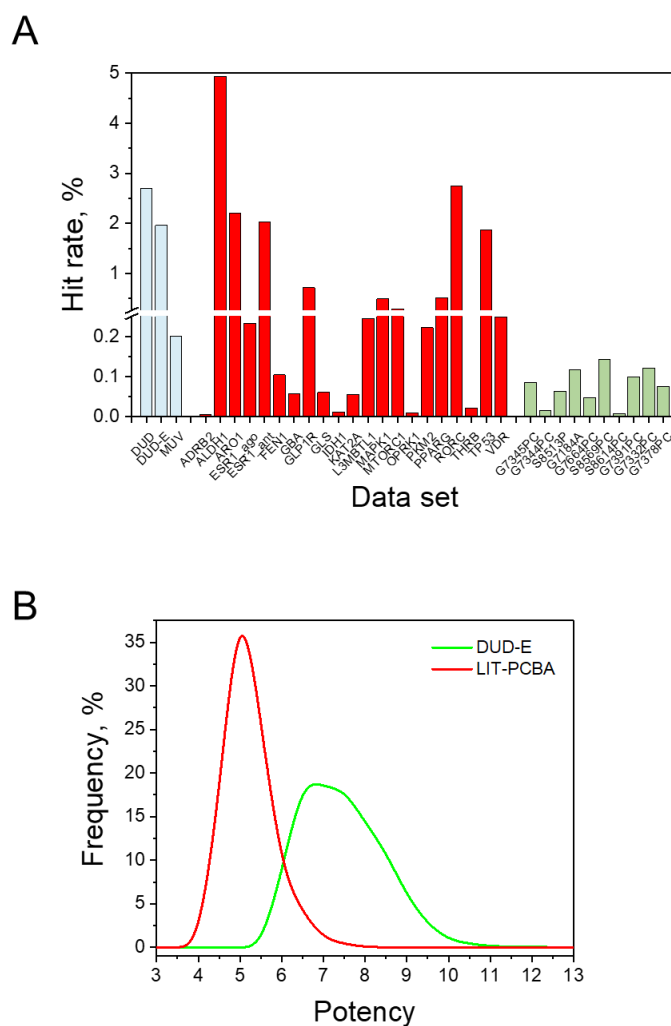 A
Hit rate, %
5
4
3
2
1
0.2
0.1
0.0
DUD
DUD-E
MUV
ADRB2
ALDH1
ARO1
ESR1_ago
ESR1_ant
FEN1
GBA
GLP1R
GLS
IDH1
KAT2A
L3MBTL1
MAPK1
MTORC1
OPRK1
PKM2
PPARG
RORC
THRB
TP53
VDR
G7345PC
G7344PC
S8513P
G7184A
G7664PC
S8569PC
S8614PC
G7391PC
G7332PC
G7378PC
Data set
B
Frequency, %
35
30
25
20
15
10
5
0
DUD-E
LIT-PCBA
3 4 5 6 7 8 9 10 11 12 13
Potency